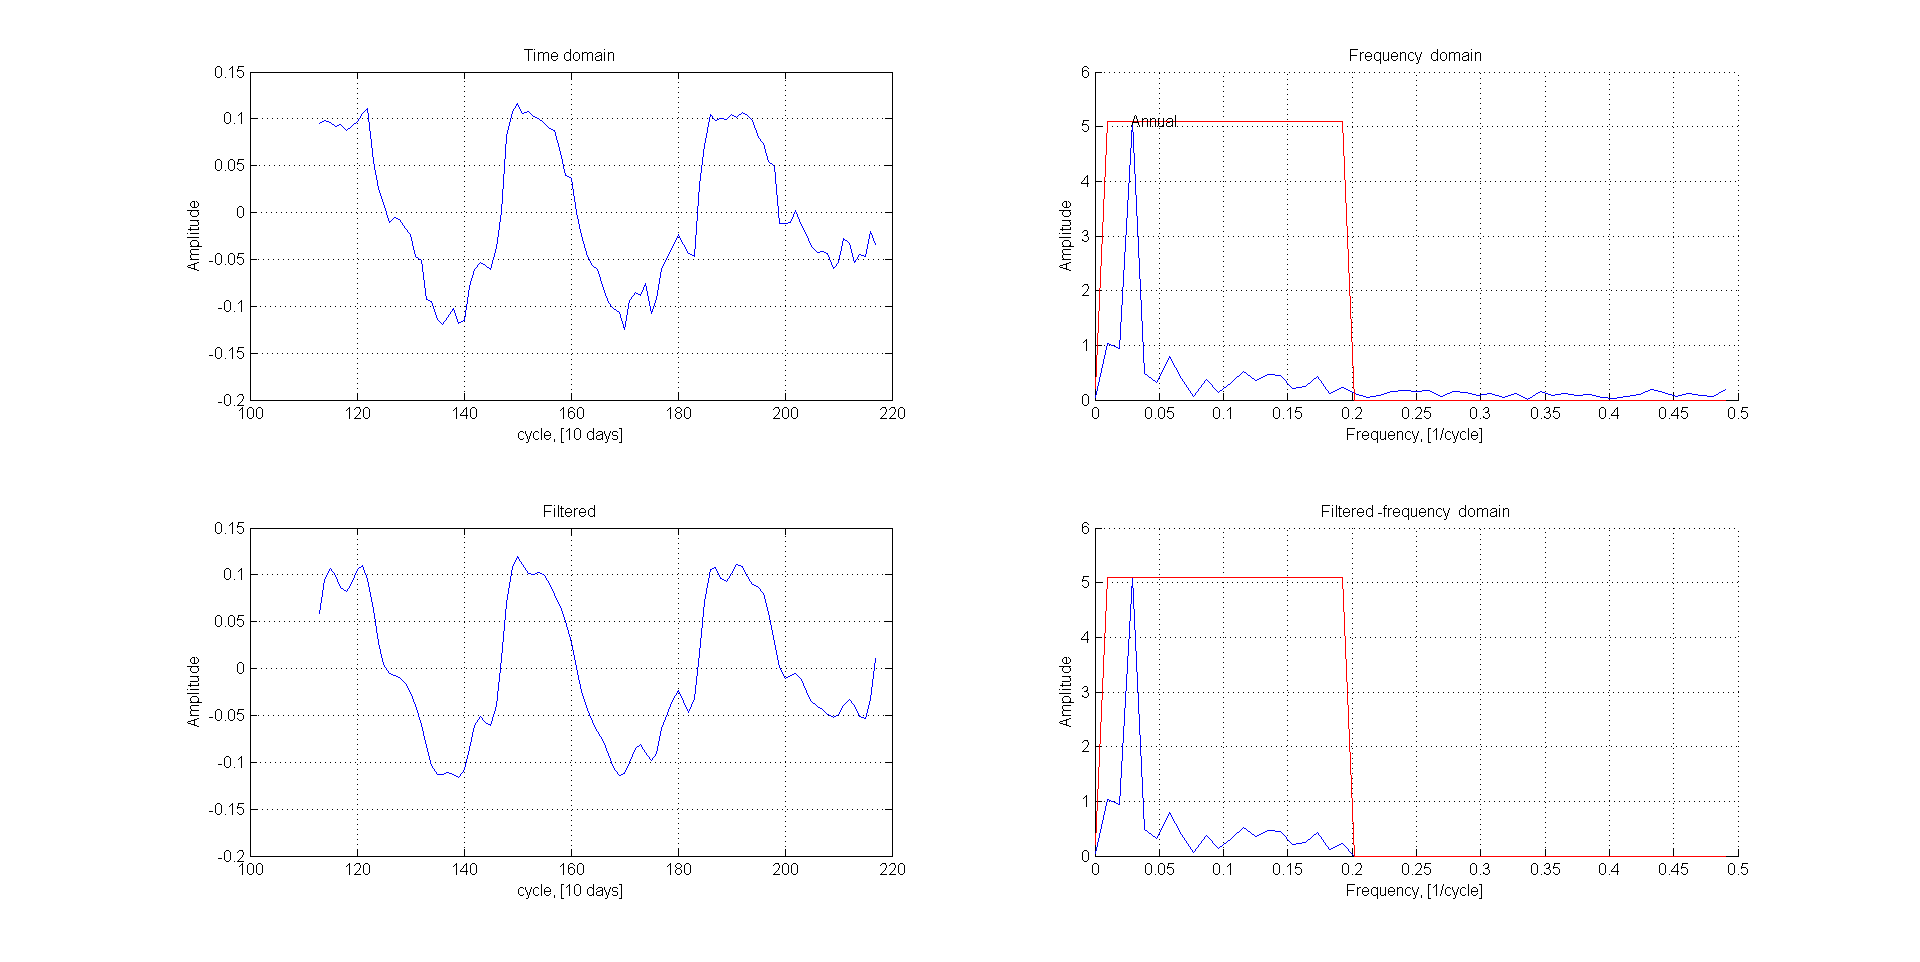 Time domain
0.15
0.1
0.05
0
-0.05
-0.1
-0.15
-0.2
Amplitude
100 120 140 160 180 200 220
cycle, [10 days]
Frequency domain
6
5
4
3
2
1
0
Amplitude
Annual
0 0.05 0.1 0.15 0.2 0.25 0.3 0.35 0.4 0.45 0.5
Frequency, [1/cycle]
Filtered
0.15
0.1
0.05
0
-0.05
-0.1
-0.15
-0.2
Amplitude
100 120 140 160 180 200 220
cycle, [10 days]
Filtered-frequency domain
6
5
4
3
2
1
0
Amplitude
0 0.05 0.1 0.15 0.2 0.25 0.3 0.35 0.4 0.45 0.5
Frequency, [1/cycle]